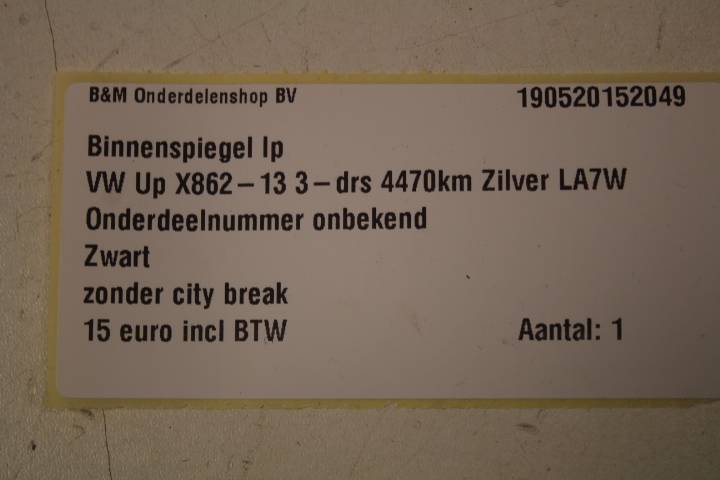 B&M Onderdelenshop BV 190520152049
Binnenspiegel lp
VW Up X862-13 3-drs 4470km Zilver LA7W
Onderdeelnummer onbekend
Zwart
zonder city break
15 euro incl BTW Aantal: 1